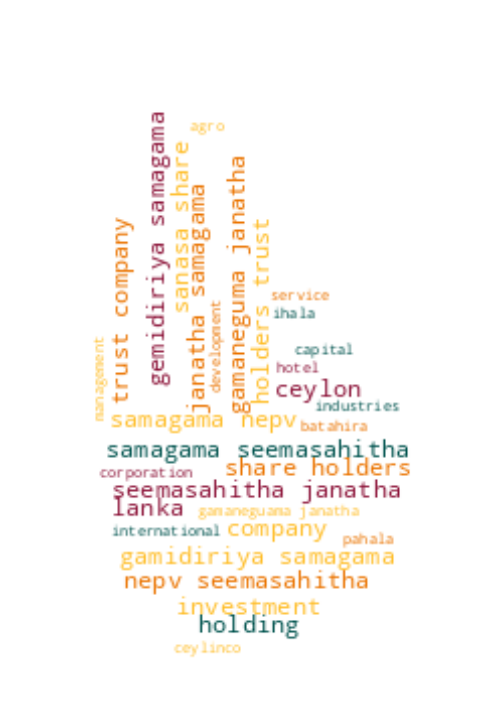 agro
gemidiriya samagama
sanasa share
janatha samagama
gamaneguma janatha
trust company
holders trust
development
management
service
ihala
capital
hotel
ceylon
industries
samagama nepv
batahira
samagama seemasahitha
share holders
corporation
seemasahitha janatha
lanka
gamaneguama janatha
international
company
pahala
gamidiriya samagama
nepv seemasahitha
investment
holding
ceylinco